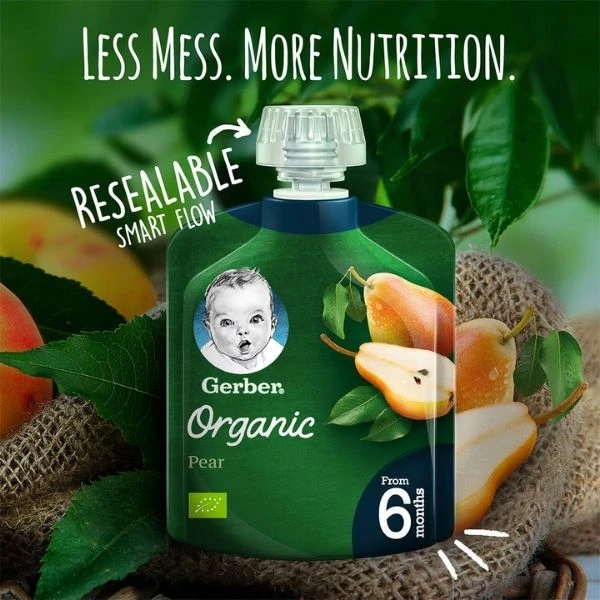 LESS MESS. MORE NUTRITION.
RESEALABLE
SMART FLOW
Gerber.
Organic
Pear
From
6
months